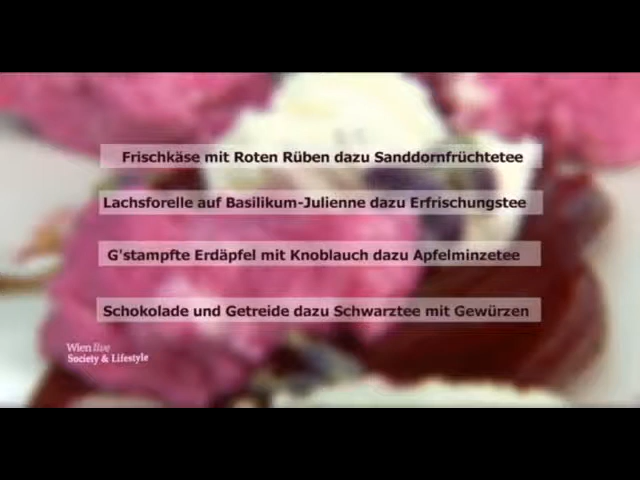 Frischkäse mit Roten Rüben dazu Sanddornfrüchtetee
Lachsforelle auf Basilikum-Julienne dazu Erfrischungstee
G'stampfte Erdäpfel mit Knoblauch dazu Apfelminzetee
Schokolade und Getreide dazu Schwarztee mit Gewürzen
Wien live
Society & Lifestyle